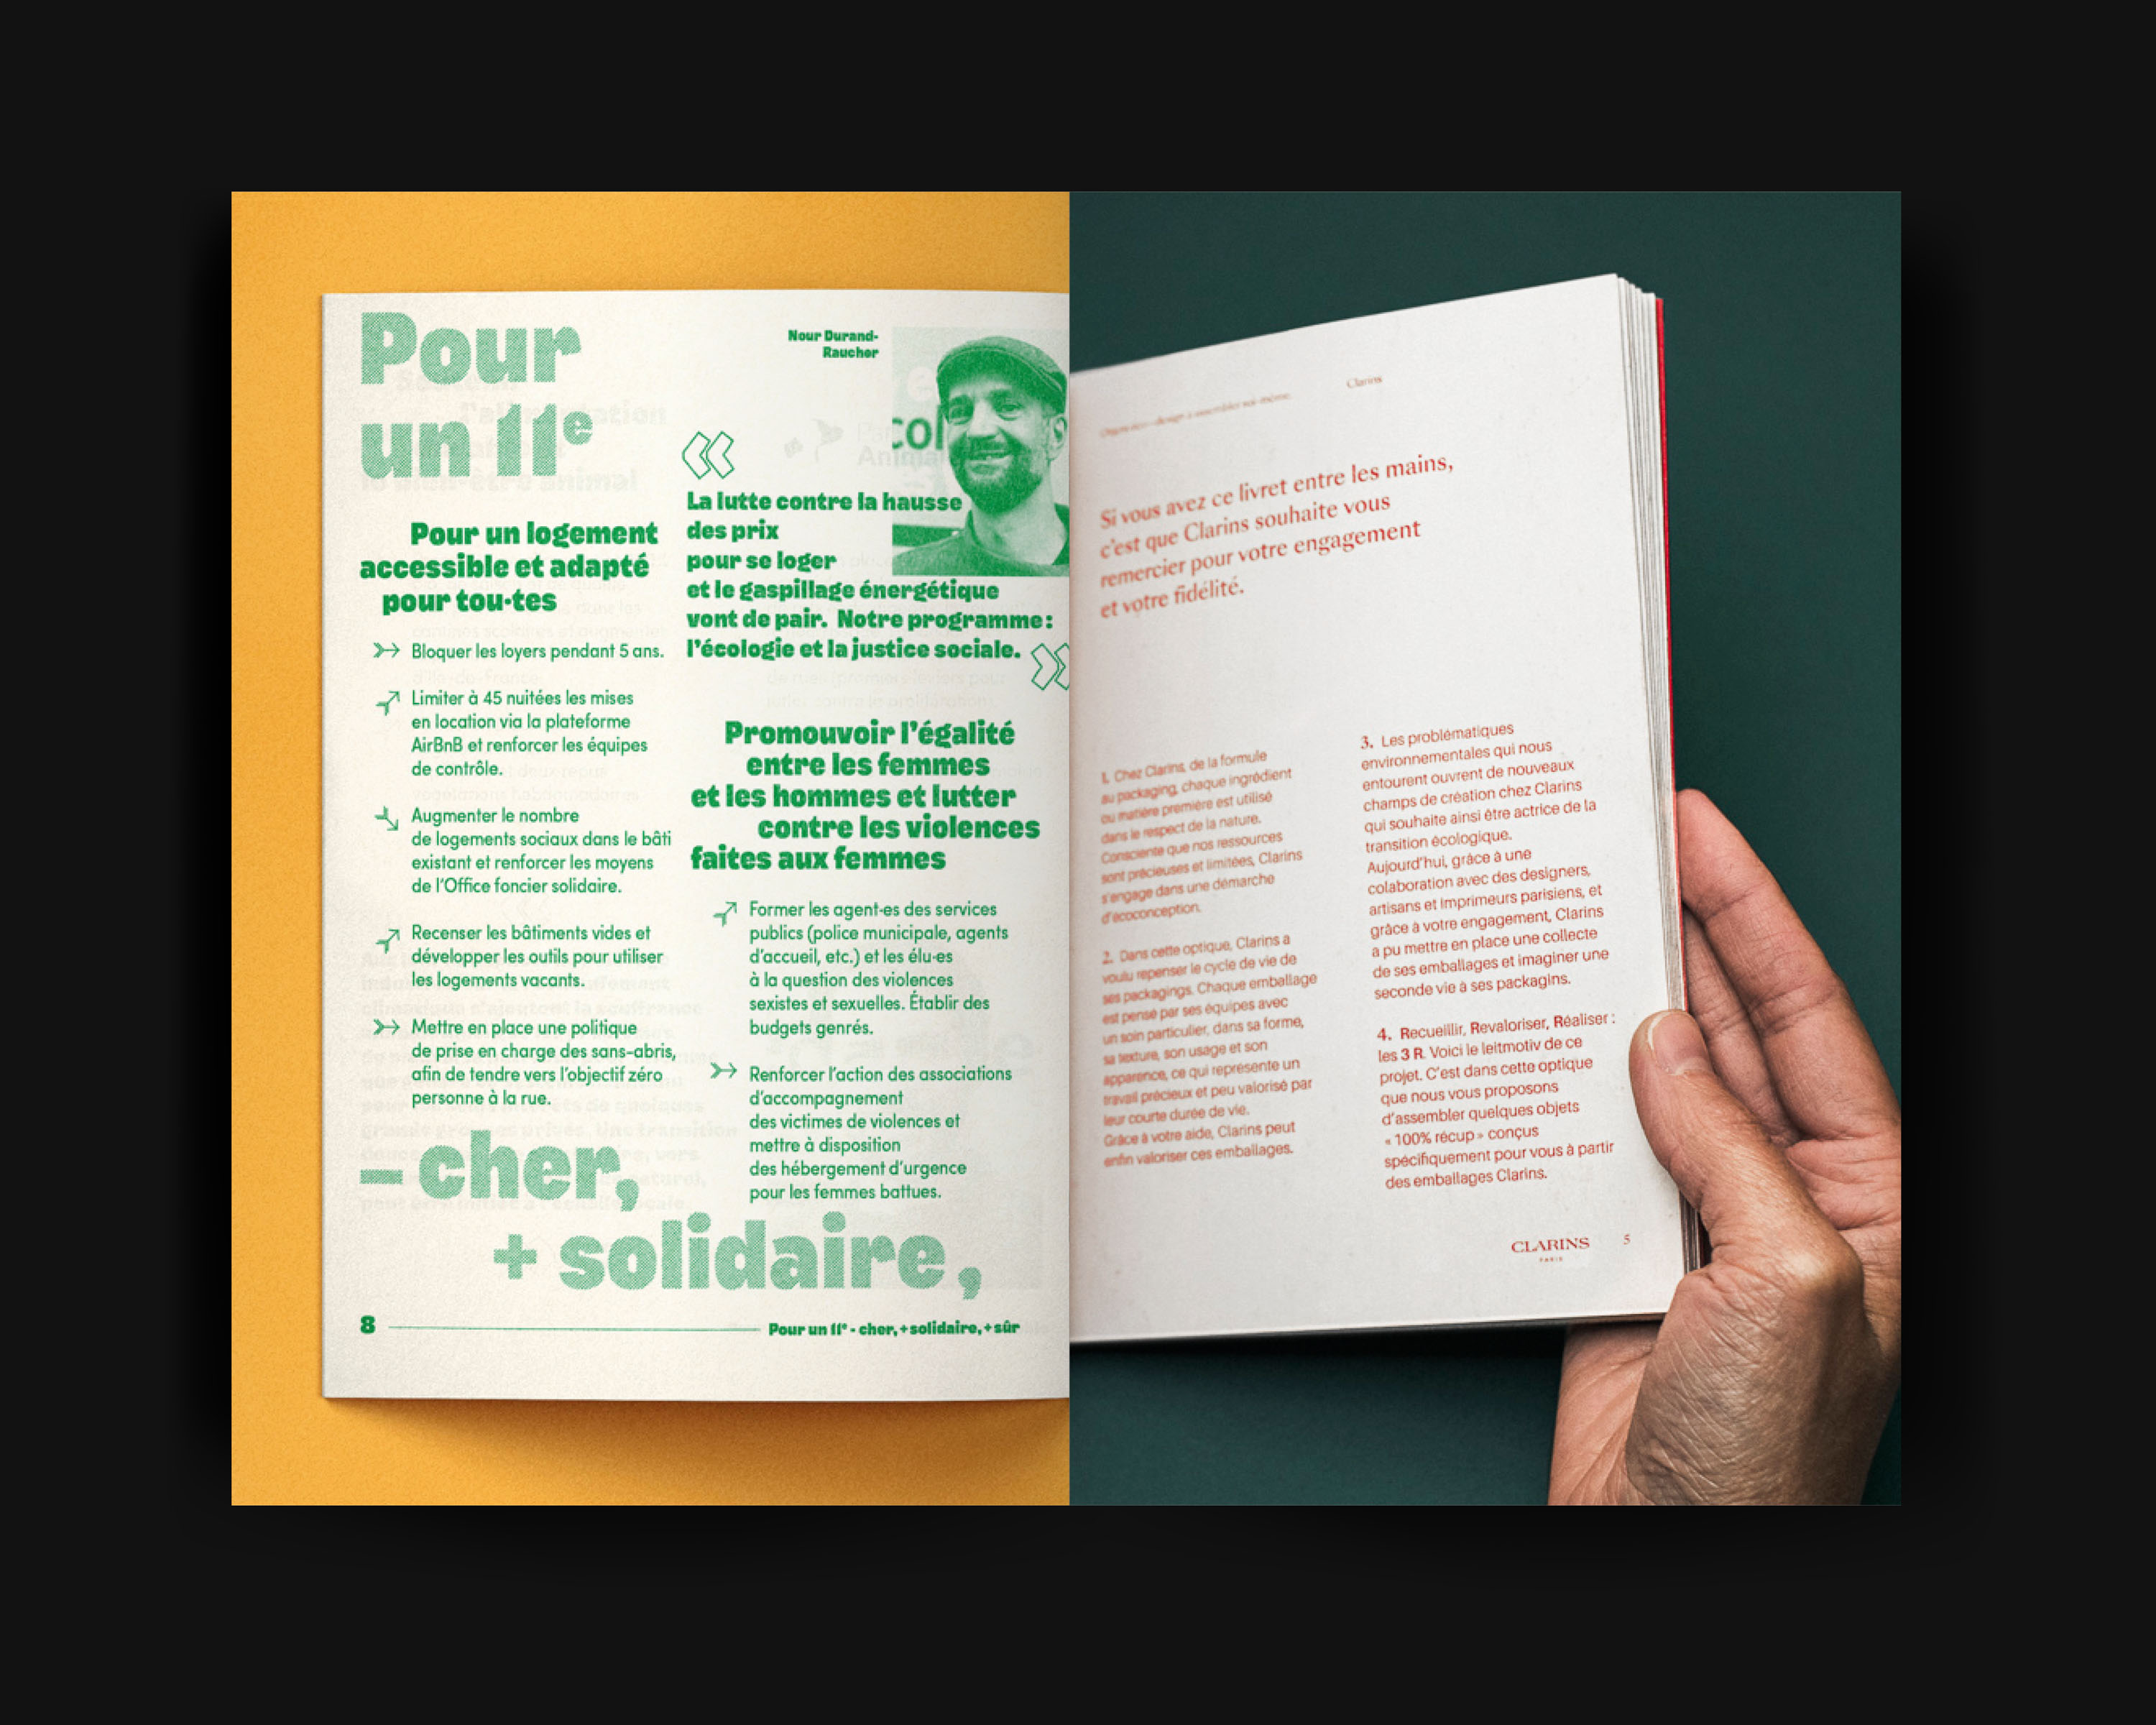 Pour
un 11e
Pour un logement
accessible et adapté
pour tou·tes
Bloquer les loyers pendant 5 ans.
Limiter à 45 nuitées les mises
en location via la plateforme
AirBnB et renforcer les équipes
de contrôle.
Augmenter le nombre
de logements sociaux dans le bâti
existant et renforcer les moyens
de l'Office foncier solidaire.
Recenser les bâtiments vides et
développer les outils pour utiliser
les logements vacants.
Mettre en place une politique
de prise en charge des sans-abris,
afin de tendre vers l'objectif zéro
personne à la rue.
Nour Durand-
Raucher
col
«
La lutte contre la hausse
des prix
pour se loger
et le gaspillage énergétique
vont de pair. Notre programme:
l'écologie et la justice sociale.
»
Promouvoir l'égalité
entre les femmes
et les hommes et lutter
contre les violences
faites aux femmes
Former les agent·es des services
publics (police municipale, agents
d'accueil, etc.) et les élu·es
à la question des violences
sexistes et sexuelles. Établir des
budgets genrés.
Renforcer l'action des associations
d'accompagnement
des victimes de violences et
mettre à disposition
des hébergement d'urgence
pour les femmes battues.
– cher,
+ solidaire,
8
Pour un 11e - cher, + solidaire, + sûr
Clarins
Si vous avez ce livret entre les mains,
c'est que Clarins souhaite vous
remercier pour votre engagement
et votre fidélité.
1. Chez Clarins, de la formule
au packaging, chaque ingrédient
ou matière première est utilisé
dans le respect de la nature.
Consciente que nos ressources
sont précieuses et limitées, Clarins
s'engage dans une démarche
d'écoconception.
2. Dans cette optique, Clarins a
voulu repenser le cycle de vie de
ses packagings. Chaque emballage
est pensé par ses équipes avec
un soin particulier, dans sa forme,
sa texture, son usage et son
apparence, ce qui représente un
travail précieux et peu valorisé par
leur courte durée de vie.
Grâce à votre aide, Clarins peut
enfin valoriser ces emballages.
3. Les problématiques
environnementales qui nous
entourent ouvrent de nouveaux
champs de création chez Clarins
qui souhaite ainsi être actrice de la
transition écologique.
Aujourd'hui, grâce à une
colaboration avec des designers,
artisans et imprimeurs parisiens, et
grâce à votre engagement, Clarins
a pu mettre en place une collecte
de ses emballages et imaginer une
seconde vie à ses packagins.
4. Recueillir, Revaloriser, Réaliser :
les 3 R. Voici le leitmotiv de ce
projet. C'est dans cette optique
que nous vous proposons
d'assembler quelques objets
« 100% récup » conçus
spécifiquement pour vous à partir
des emballages Clarins.
CLARINS
PARIS
5